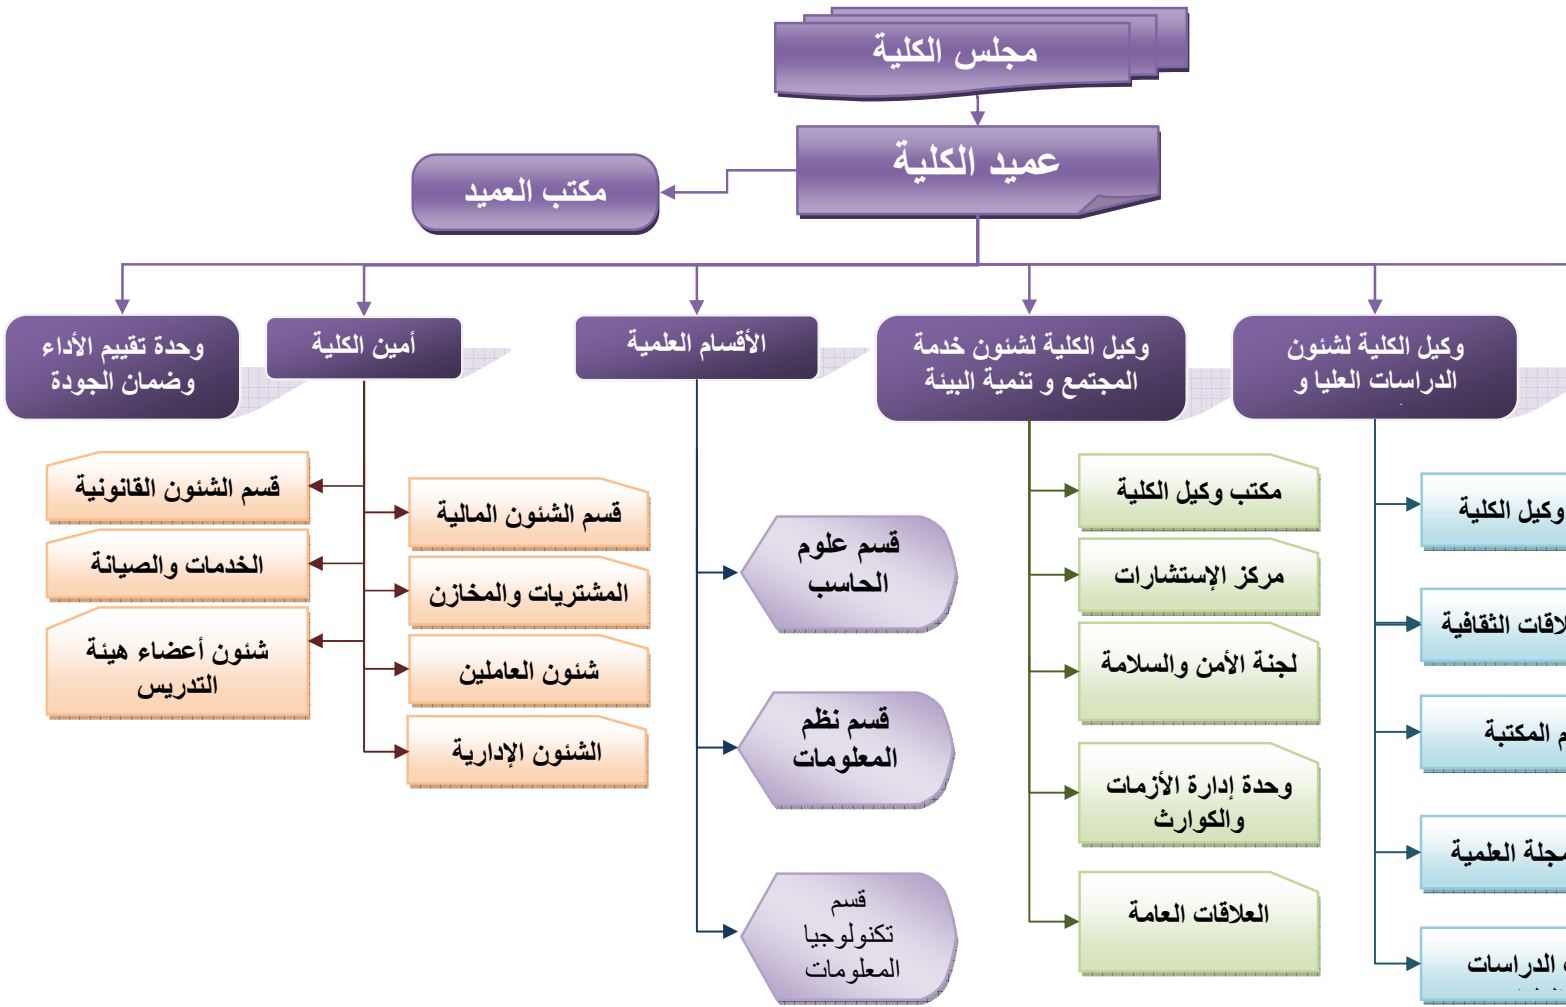 مجلس الكلية
عميد الكلية
مكتب العميد
وكيل الكلية لشئون
الدراسات العليا و
وكيل الكلية لشئون خدمة
المجتمع و تنمية البيئة
الأقسام العلمية
أمين الكلية
وحدة تقييم الأداء
وضمان الجودة
وكيل الكلية
الثقافية
المكتبة
العلمية
الدراسات
مكتب وكيل الكلية
مركز الإستشارات
لجنة الأمن والسلامة
وحدة إدارة الأزمات
والكوارث
العلاقات العامة
قسم علوم
الحاسب
قسم نظم
المعلومات
قسم
تكنولوجيا
المعلومات
قسم الشئون المالية
المشتريات والمخازن
شئون العاملين
الشئون الإدارية
قسم الشئون القانونية
الخدمات والصيانة
شئون أعضاء هيئة
التدريس